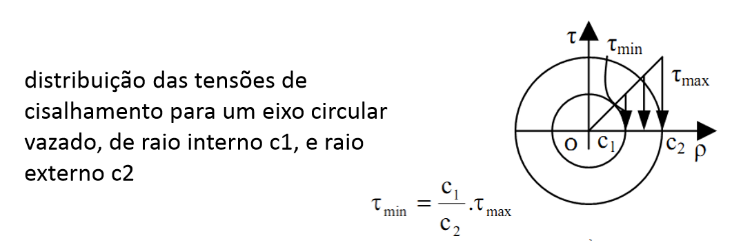 distribuição das tensões de
cisalhamento para um eixo circular
vazado, de raio interno c1, e raio
externo c2
τ
τmin
τmax
O
c₁
c₂
ρ
τmin = c₁/c₂ .τmax